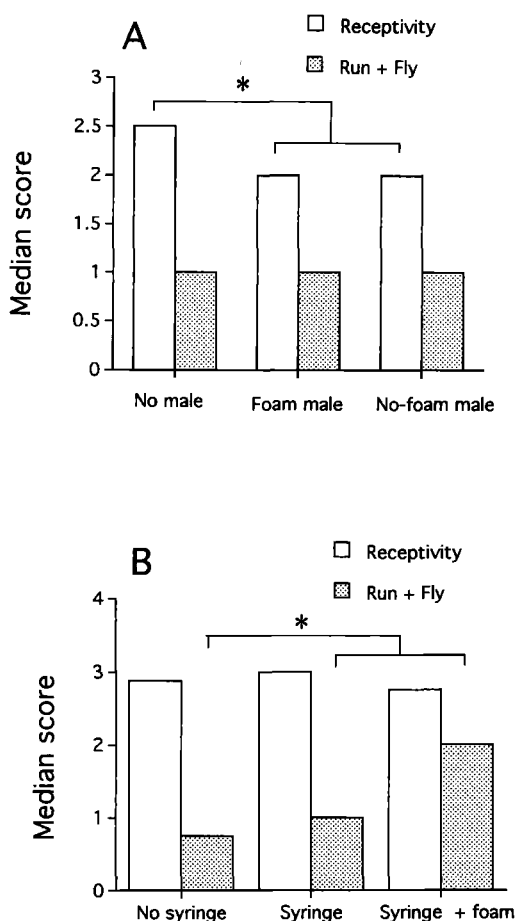 A
Receptivity
Run + Fly
*
3
2.5
2
1.5
1
0.5
0
Median score
No male
Foam male
No-foam male
B
Receptivity
Run + Fly
*
4
3
2
1
0
Median score
No syringe
Syringe
Syringe + foam